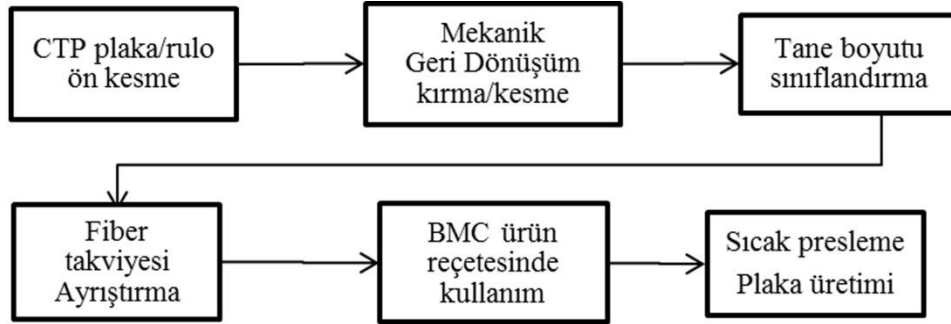 CTP plaka/rulo
ön kesme
Mekanik
Geri Dönüşüm
kırma/kesme
Tane boyutu
sınıflandırma
Fiber
takviyesi
Ayrıştırma
BMC ürün
reçetesinde
kullanım
Sıcak presleme
Plaka üretimi